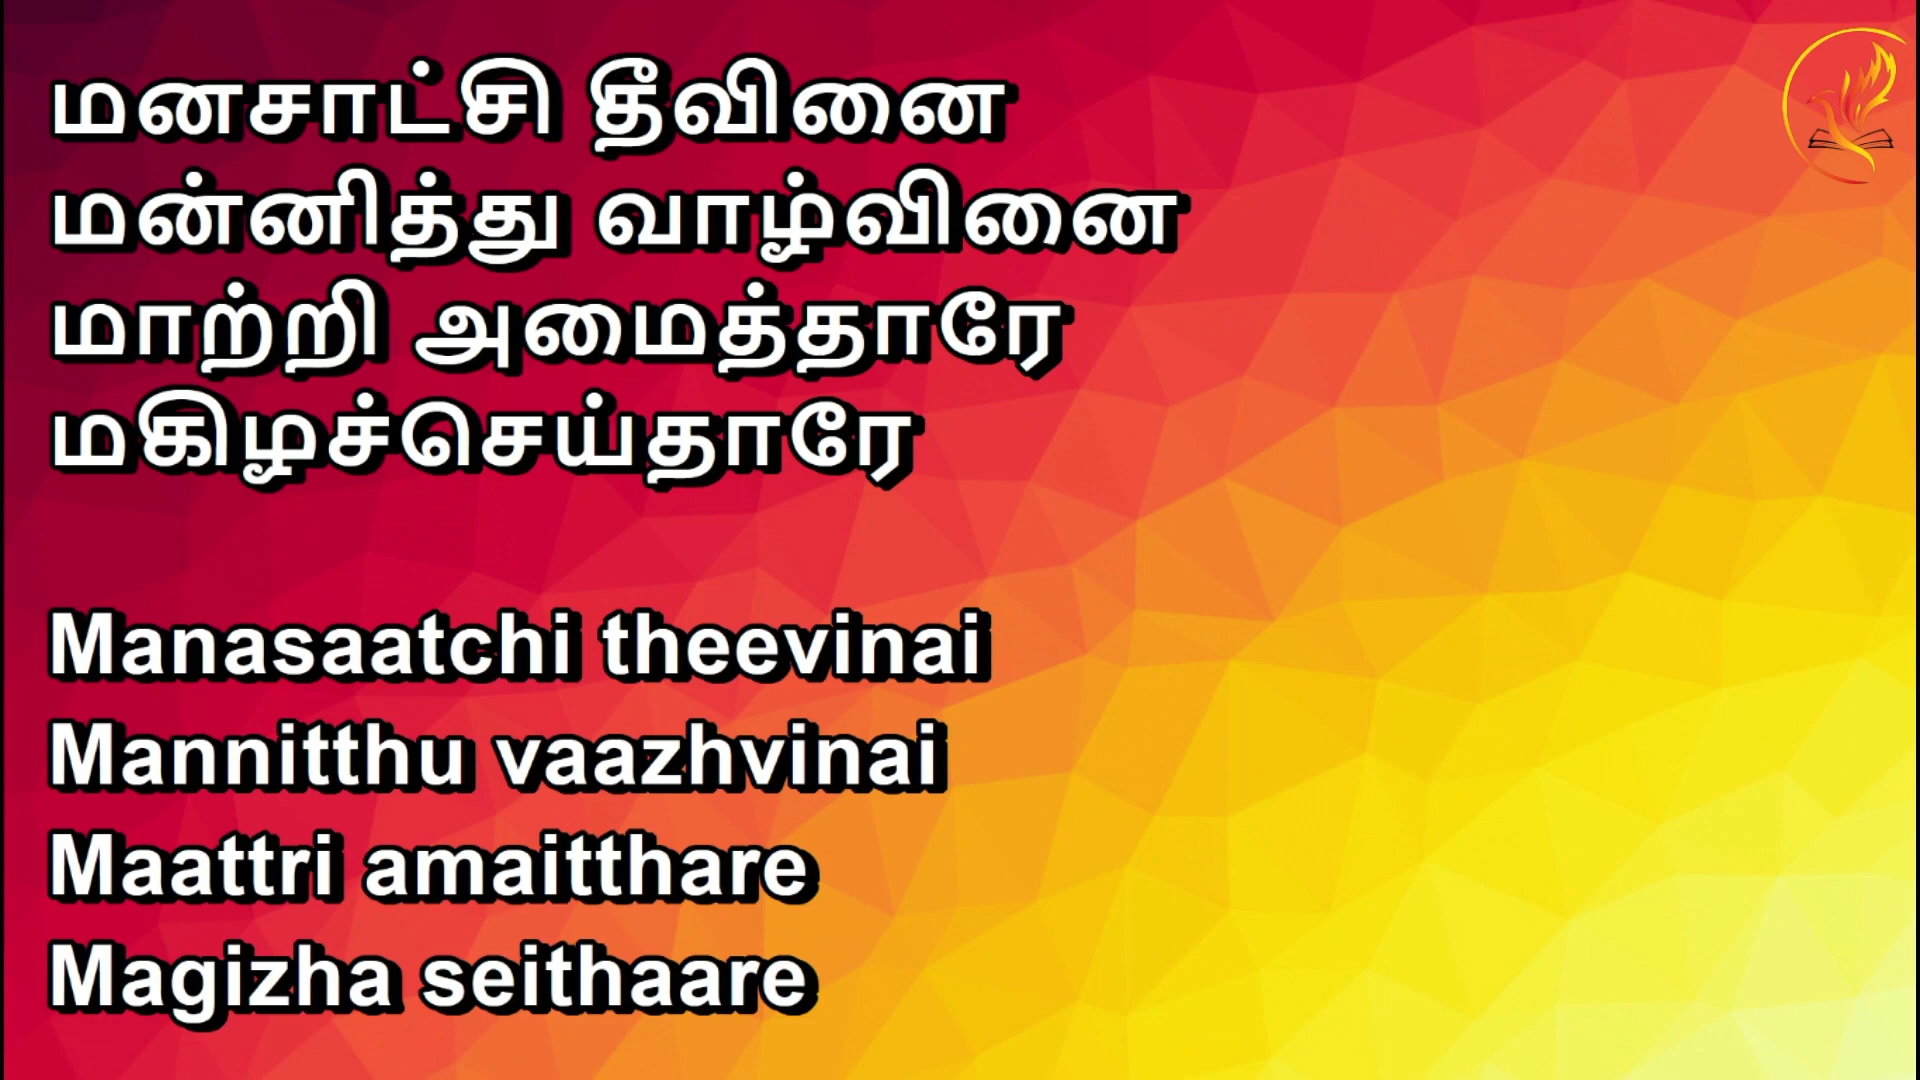 மனசாட்சி தீவினை
மன்னித்து வாழ்வினை
மாற்றி அமைத்தாரே
மகிழச்செய்தாரே
Manasaatchi theevinai
Mannitthu vaazhvinai
Maattri amaitthare
Magizha seithaare